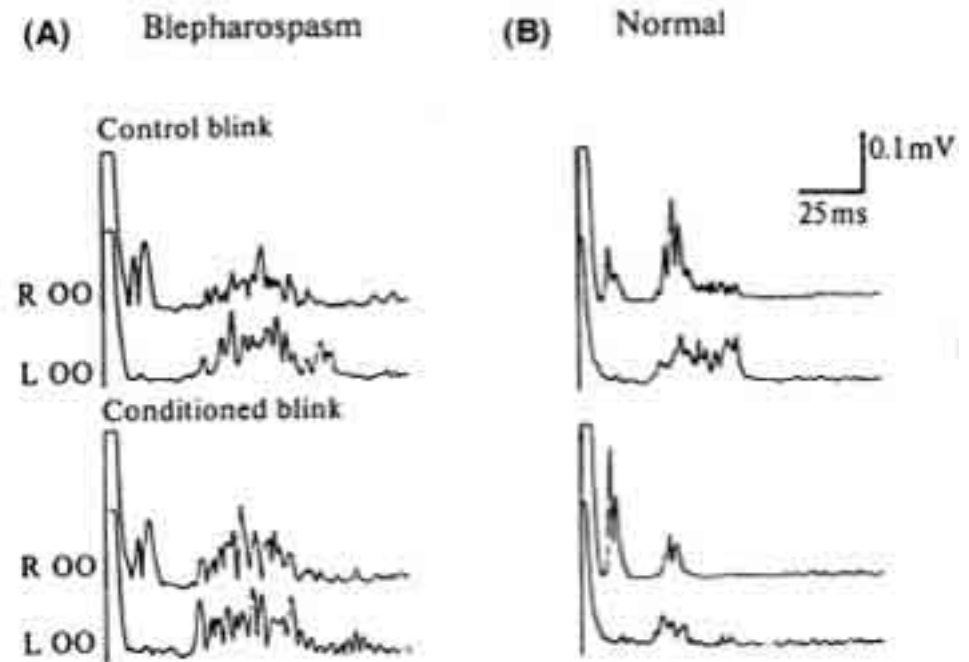 (A) Blepharospasm
(B) Normal
Control blink
0.1mV
25ms
R OO
L OO
Conditioned blink
R OO
L OO